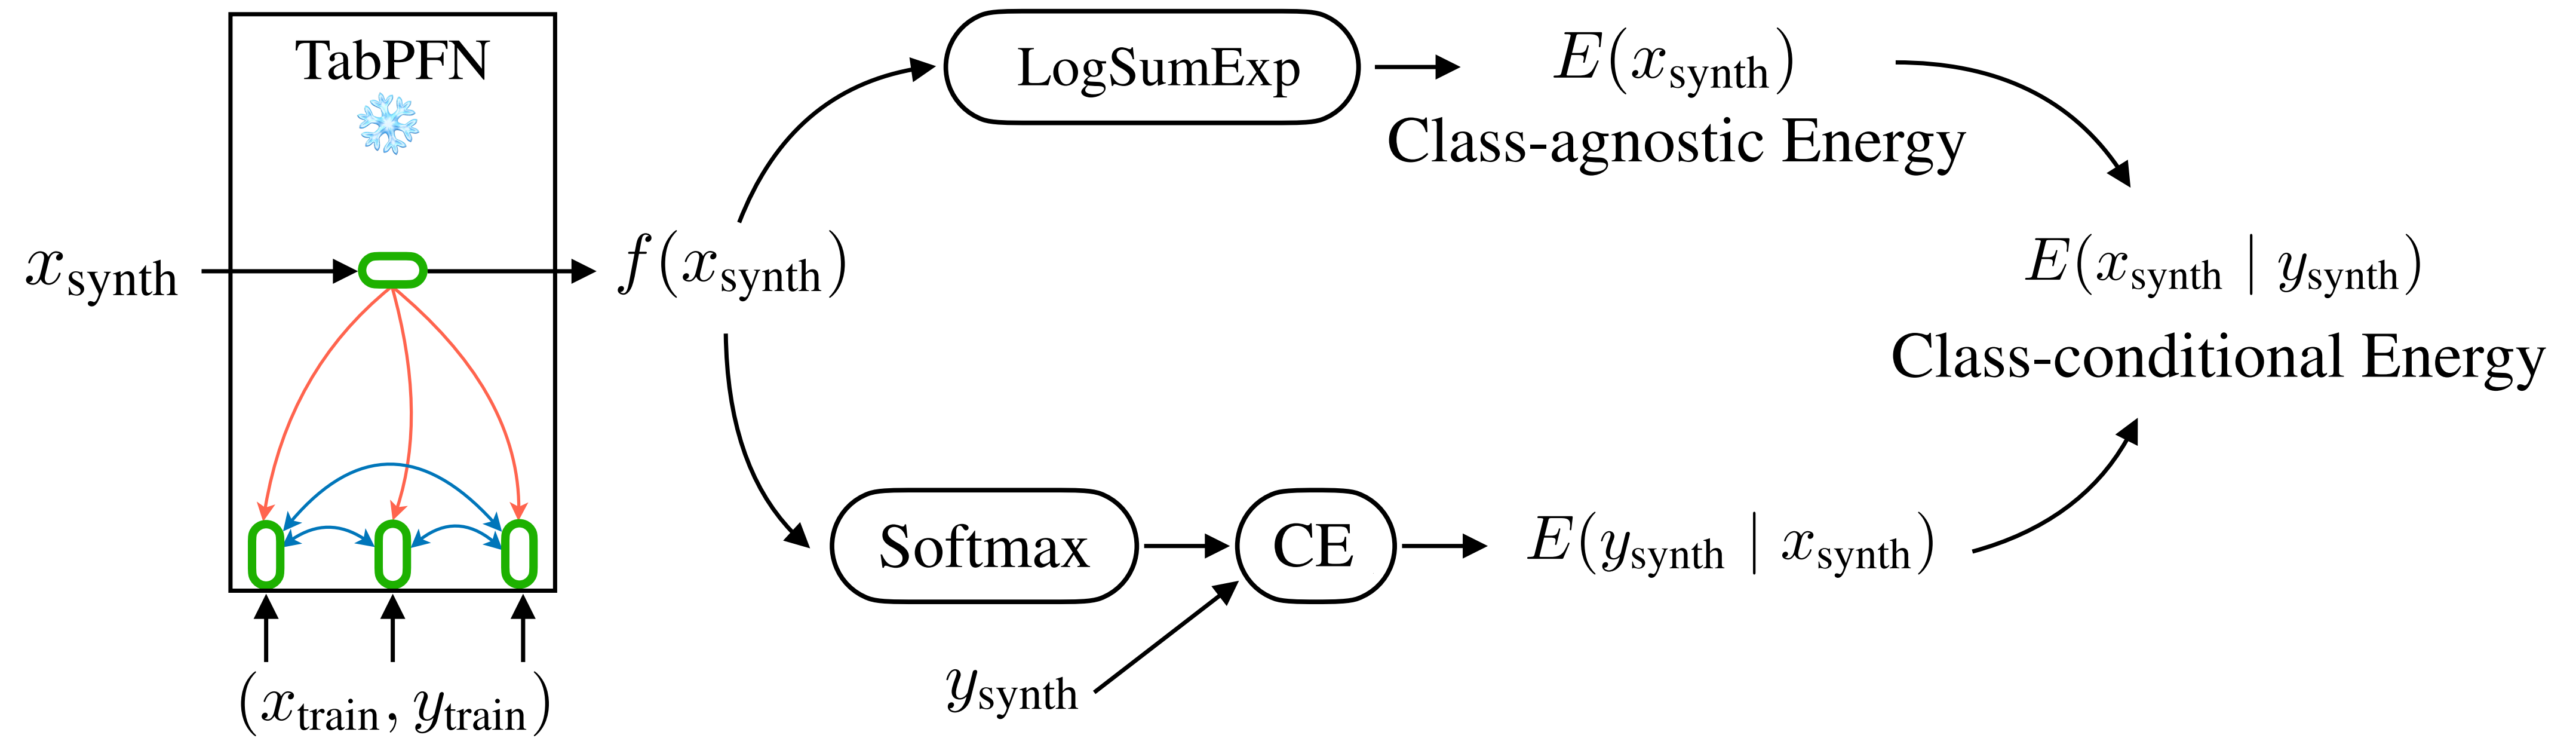 TabPFN
x_synth
(x_train, y_train)
f(x_synth)
LogSumExp
E(x_synth)
Class-agnostic Energy
Softmax
CE
y_synth
E(y_synth | x_synth)
E(x_synth | y_synth)
Class-conditional Energy